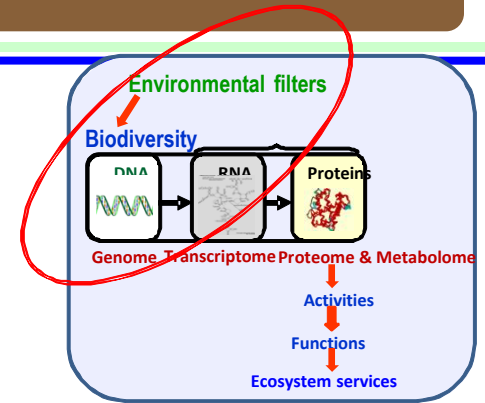 Environmental filters
Biodiversity
DNA RNA Proteins
Genome Transcriptome Proteome & Metabolome
Activities
Functions
Ecosystem services